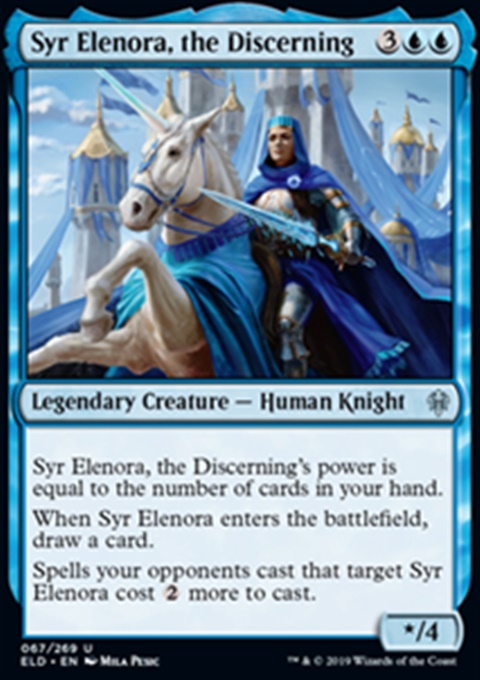 Syr Elenora, the Discerning 3
Legendary Creature — Human Knight
Syr Elenora, the Discerning's power is
equal to the number of cards in your hand.
When Syr Elenora enters the battlefield,
draw a card.
Spells your opponents cast that target Syr
Elenora cost 2 more to cast.
*/4
067/269 U
ELD • EN Mila Pesic
™ & © 2019 Wizards of the Coast